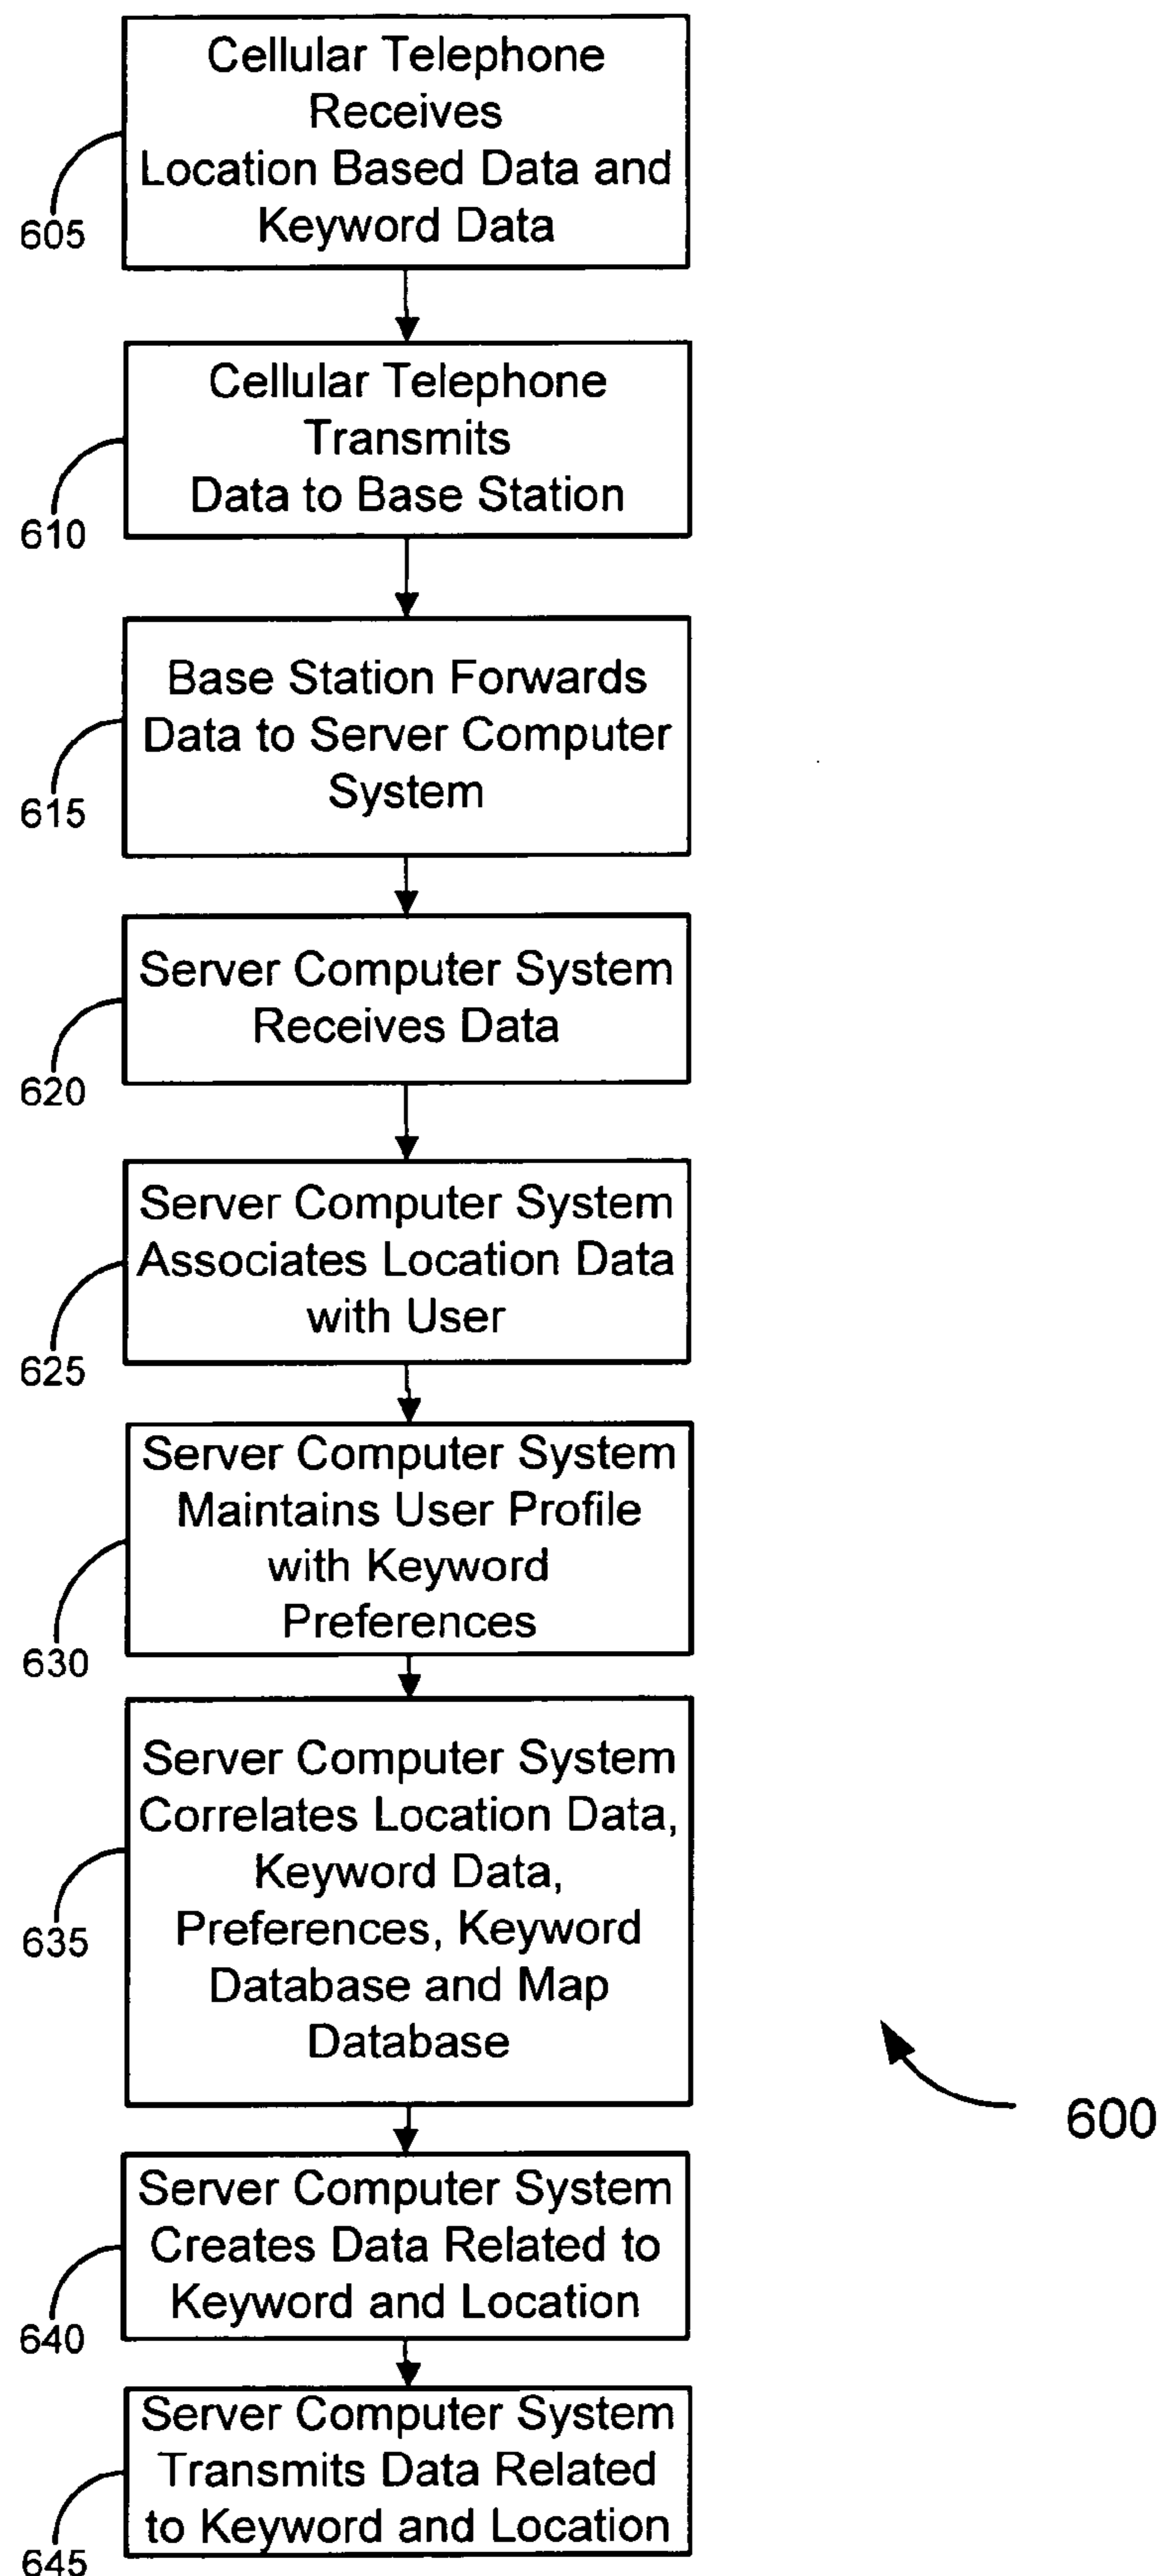 Cellular Telephone
Receives
Location Based Data and
Keyword Data
605
Cellular Telephone
Transmits
Data to Base Station
610
Base Station Forwards
Data to Server Computer
System
615
Server Computer System
Receives Data
620
Server Computer System
Associates Location Data
with User
625
Server Computer System
Maintains User Profile
with Keyword
Preferences
630
Server Computer System
Correlates Location Data,
Keyword Data,
Preferences, Keyword
Database and Map
Database
635
600
Server Computer System
Creates Data Related to
Keyword and Location
640
Server Computer System
Transmits Data Related
to Keyword and Location
645